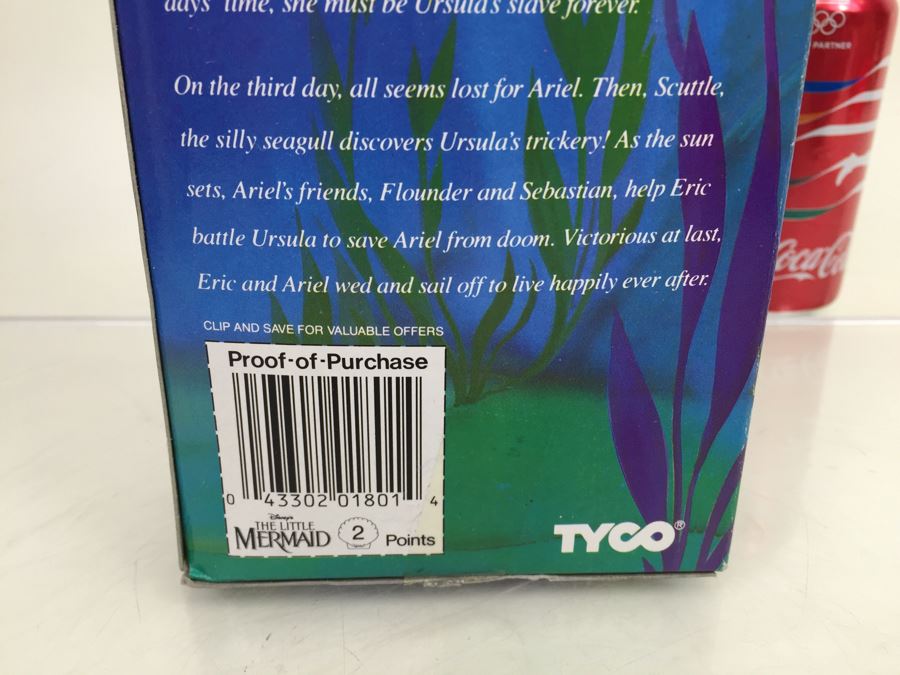 days' time, she must be Ursula's slave forever.
On the third day, all seems lost for Ariel. Then, Scuttle,
the silly seagull discovers Ursula's trickery! As the sun
sets, Ariel's friends, Flounder and Sebastian, help Eric
battle Ursula to save Ariel from doom. Victorious at last,
Eric and Ariel wed and sail off to live happily ever after.
CLIP AND SAVE FOR VALUABLE OFFERS
Proof-of-Purchase
0 43302 01801 4
Disney's
THE LITTLE
MERMAID
2 Points
TYCO®
PARTNER
Coca-Cola